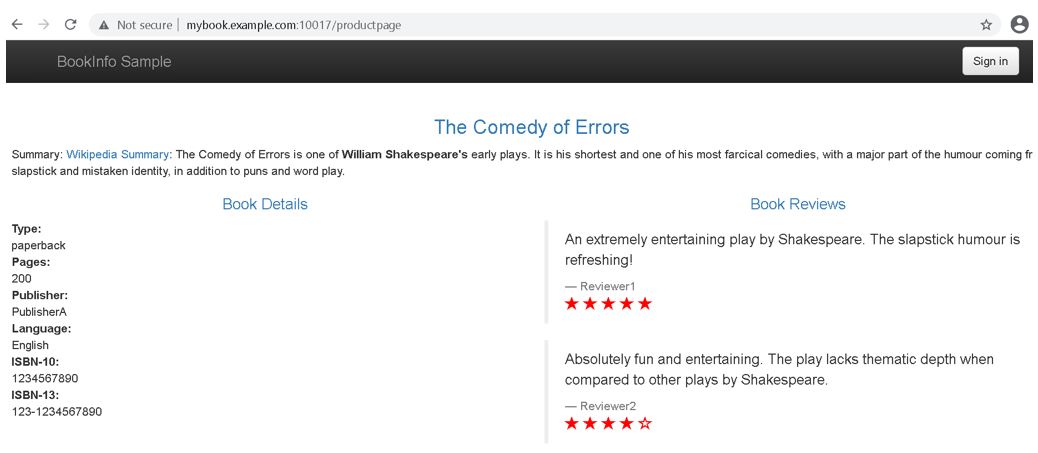 Not secure | mybook.example.com:10017/productpage
BookInfo Sample
Sign in
The Comedy of Errors
Summary: Wikipedia Summary: The Comedy of Errors is one of William Shakespeare's early plays. It is his shortest and one of his most farcical comedies, with a major part of the humour coming fr
slapstick and mistaken identity, in addition to puns and word play.
Book Details
Type:
paperback
Pages:
200
Publisher:
PublisherA
Language:
English
ISBN-10:
1234567890
ISBN-13:
123-1234567890
Book Reviews
An extremely entertaining play by Shakespeare. The slapstick humour is
refreshing!
— Reviewer1
★★★★★
Absolutely fun and entertaining. The play lacks thematic depth when
compared to other plays by Shakespeare.
— Reviewer2
★★★★☆